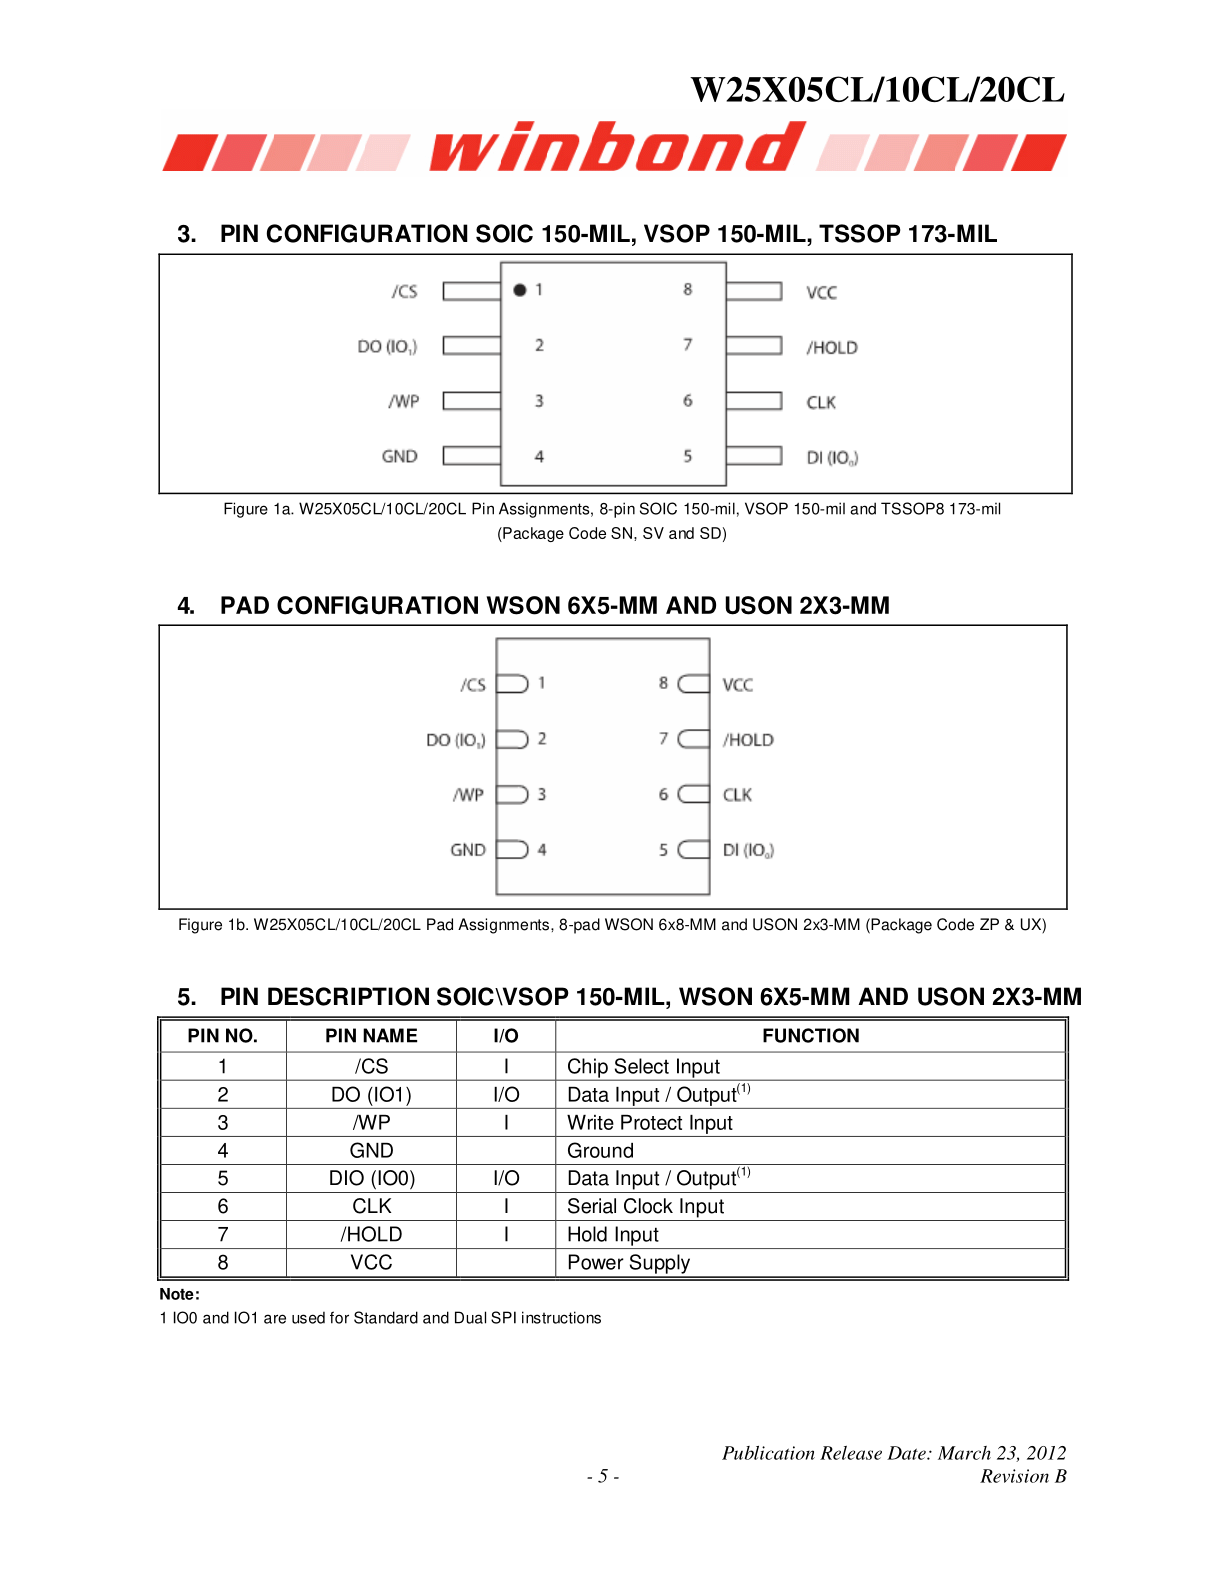 W25X05CL/10CL/20CL
winbond
3. PIN CONFIGURATION SOIC 150-MIL, VSOP 150-MIL, TSSOP 173-MIL
/CS 1 8 VCC
DO (IO₁) 2 7 /HOLD
/WP 3 6 CLK
GND 4 5 DI (IO₀)
Figure 1a. W25X05CL/10CL/20CL Pin Assignments, 8-pin SOIC 150-mil, VSOP 150-mil and TSSOP8 173-mil
(Package Code SN, SV and SD)
4. PAD CONFIGURATION WSON 6X5-MM AND USON 2X3-MM
/CS 1 8 VCC
DO (IO₁) 2 7 /HOLD
/WP 3 6 CLK
GND 4 5 DI (IO₀)
Figure 1b. W25X05CL/10CL/20CL Pad Assignments, 8-pad WSON 6x8-MM and USON 2x3-MM (Package Code ZP & UX)
5. PIN DESCRIPTION SOIC\VSOP 150-MIL, WSON 6X5-MM AND USON 2X3-MM
PIN NO. PIN NAME I/O FUNCTION
1 /CS I Chip Select Input
2 DO (IO1) I/O Data Input / Output(1)
3 /WP I Write Protect Input
4 GND Ground
5 DIO (IO0) I/O Data Input / Output(1)
6 CLK I Serial Clock Input
7 /HOLD I Hold Input
8 VCC Power Supply
Note:
1 IO0 and IO1 are used for Standard and Dual SPI instructions
Publication Release Date: March 23, 2012
- 5 - Revision B